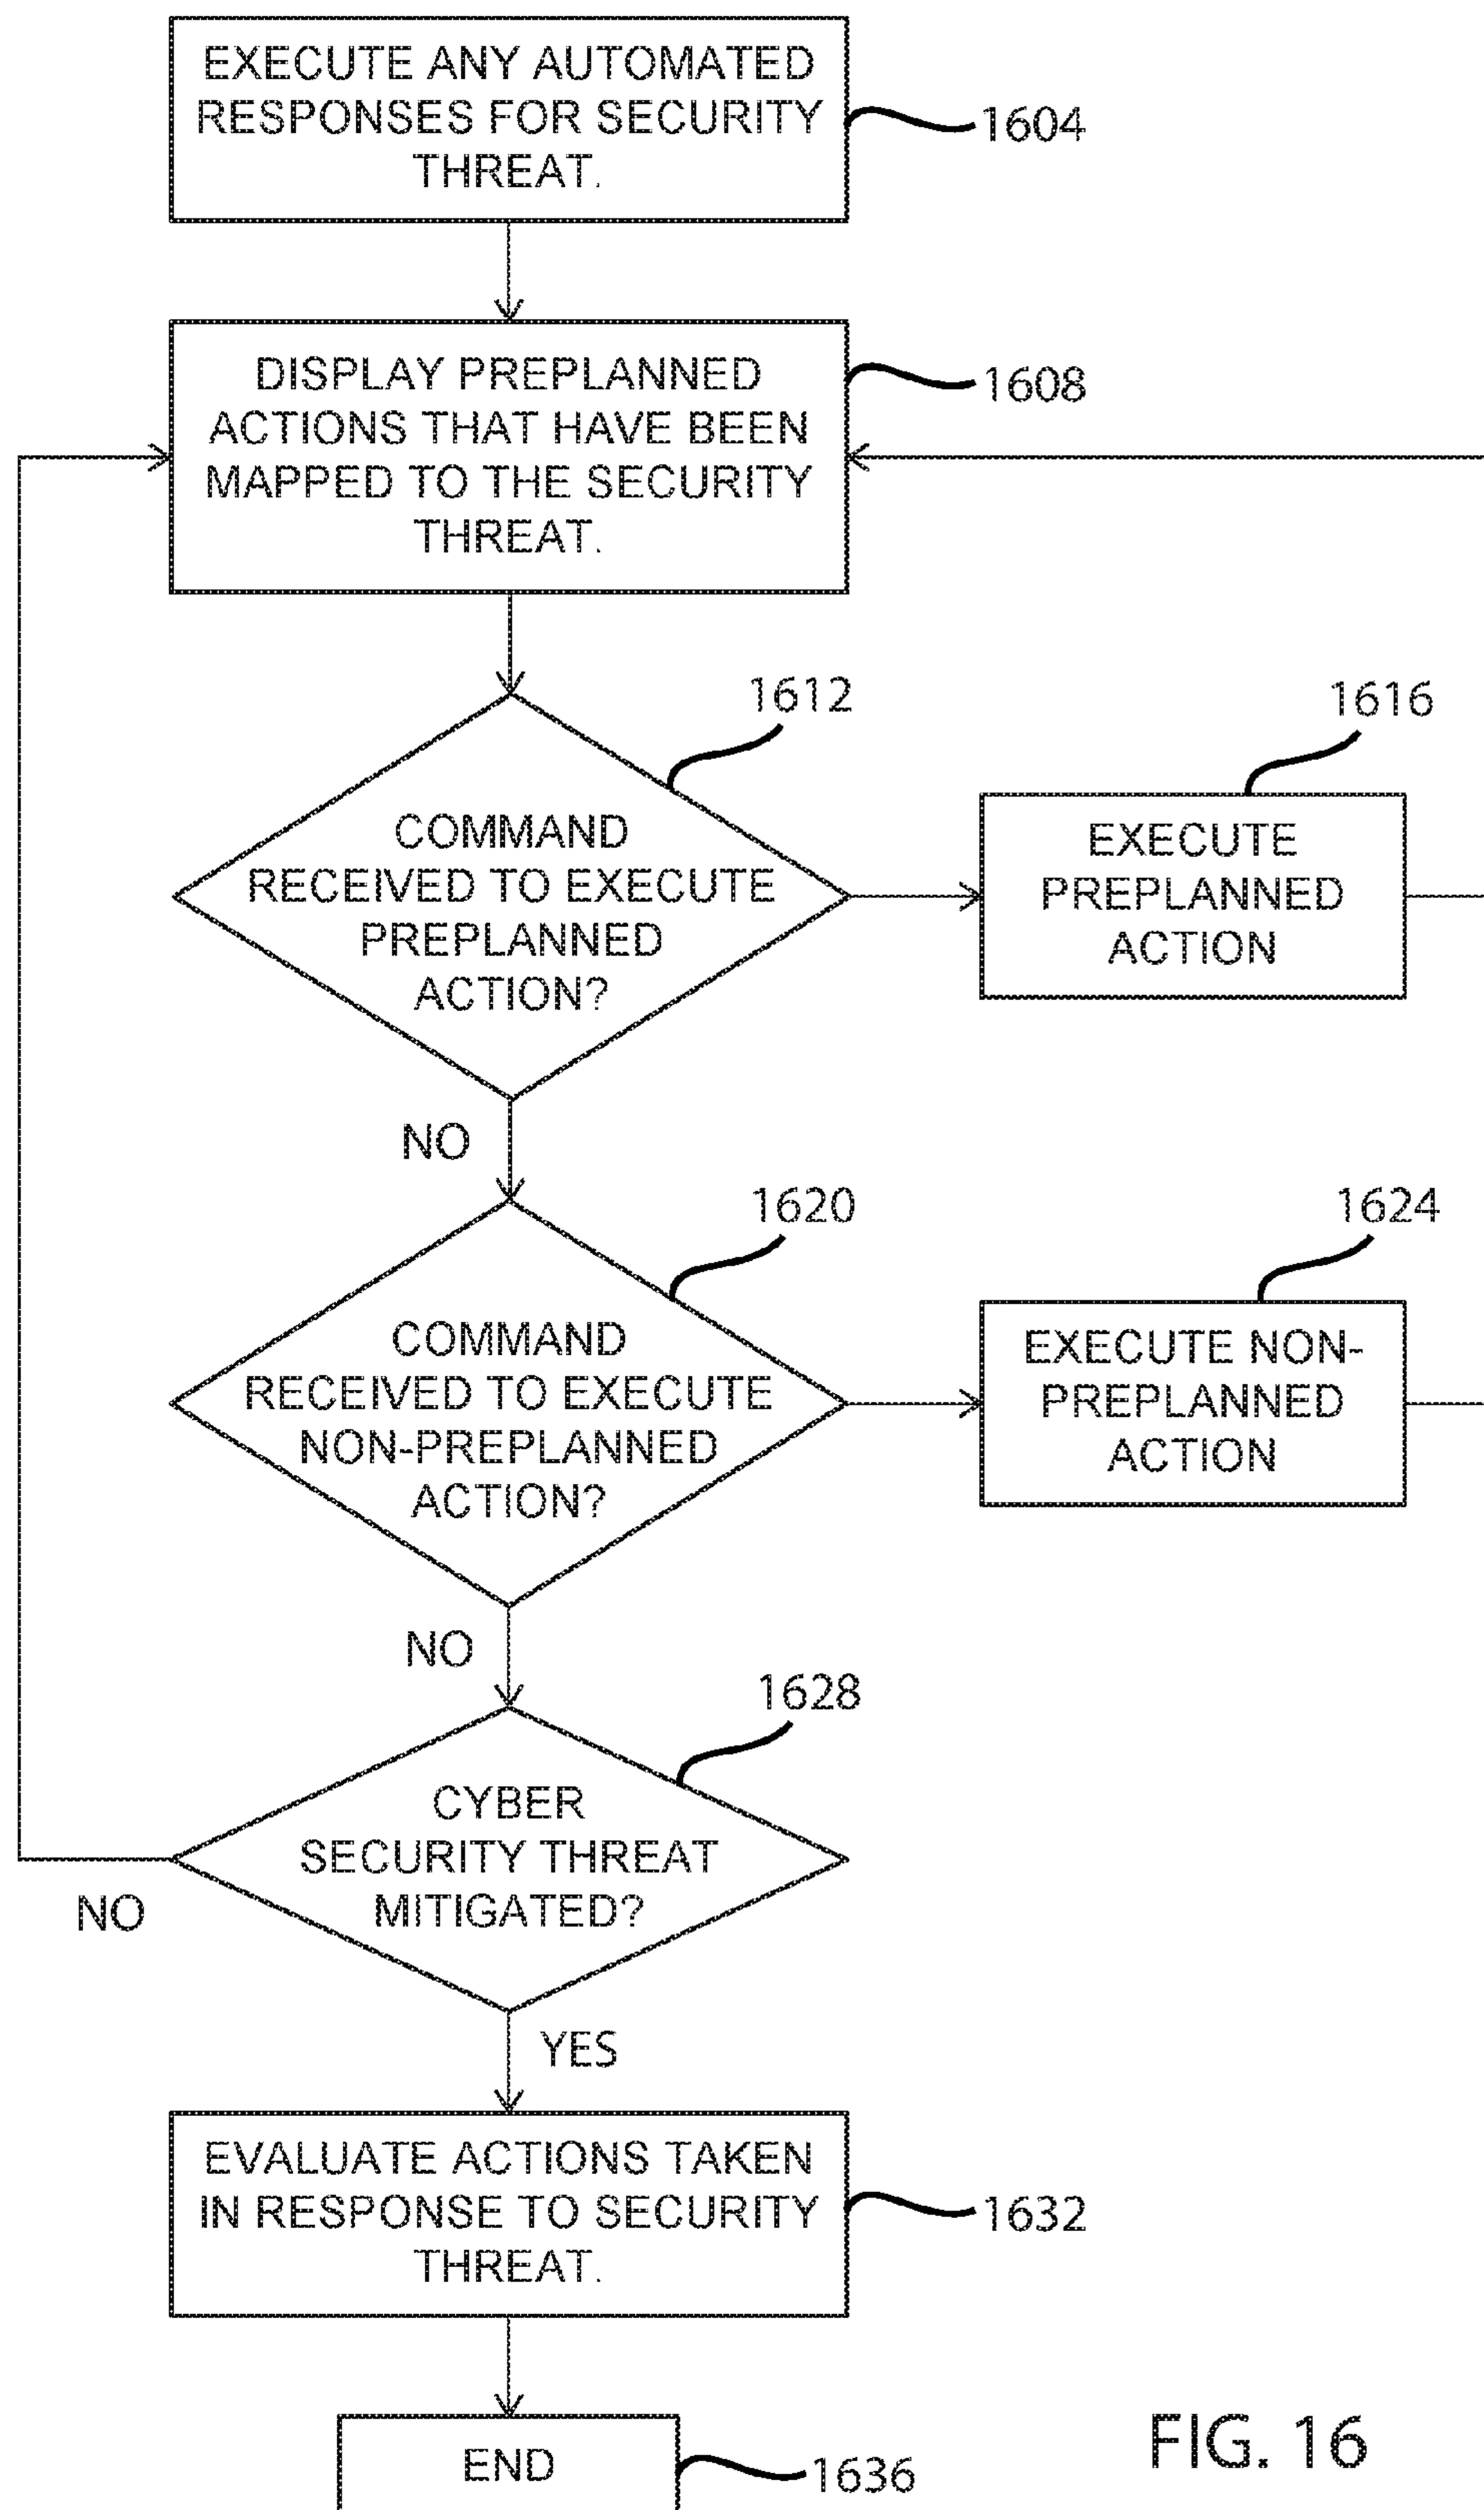 EXECUTE ANY AUTOMATED
RESPONSES FOR SECURITY
THREAT.
1604
DISPLAY PREPLANNED
ACTIONS THAT HAVE BEEN
MAPPED TO THE SECURITY
THREAT.
1608
1612
COMMAND
RECEIVED TO EXECUTE
PREPLANNED
ACTION?
1616
EXECUTE
PREPLANNED
ACTION
NO
1620
COMMAND
RECEIVED TO EXECUTE
NON-PREPLANNED
ACTION?
1624
EXECUTE NON-
PREPLANNED
ACTION
NO
1628
CYBER
SECURITY THREAT
MITIGATED?
NO
YES
EVALUATE ACTIONS TAKEN
IN RESPONSE TO SECURITY
THREAT.
1632
END
1636
FIG. 16